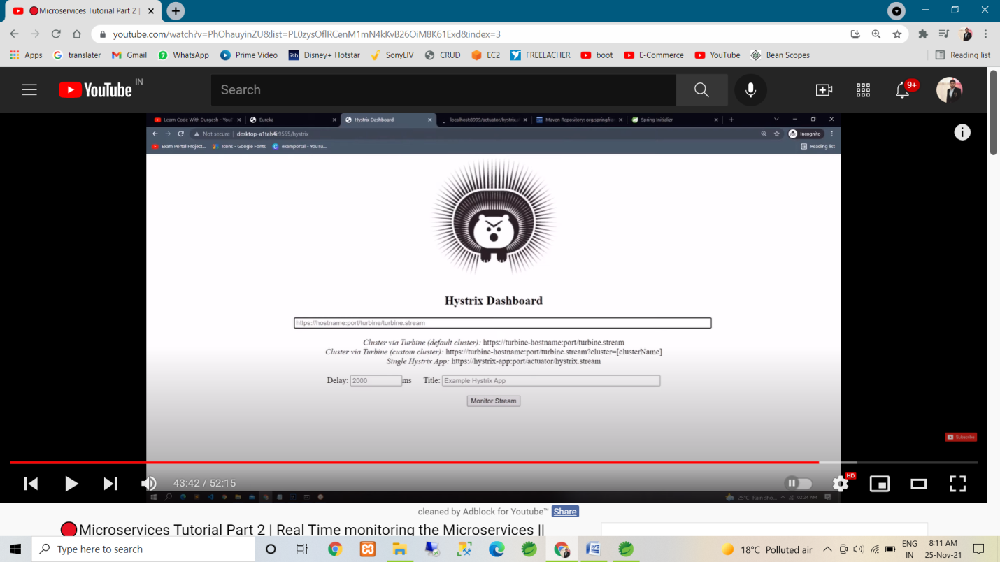 Microservices Tutorial Part 2 |
youtube.com/watch?v=PhOhauyinZU&list=PL0zysOflRCenM1mN4kKvB26OiM8K61Exd&index=3
Apps translater Gmail WhatsApp Prime Video Disney+ Hotstar SonyLIV CRUD EC2 FREELACHER boot E-Commerce YouTube Bean Scopes Reading list
YouTube IN
Search
9+
Learn Code With Durgesh - YouT Eureka Hystrix Dashboard localhost:8999/actuator/hystrix. Maven Repository: org.springfra Spring Initializr
Not secure | desktop-a1tah4i:9555/hystrix Incognito
Exam Portal Project... Icons - Google Fonts examportal - YouTu... Reading list
Hystrix Dashboard
https://hostname:port/turbine/turbine.stream
Cluster via Turbine (default cluster): https://turbine-hostname:port/turbine.stream
Cluster via Turbine (custom cluster): https://turbine-hostname:port/turbine.stream?cluster=[clusterName]
Single Hystrix App: https://hystrix-app:port/actuator/hystrix.stream
Delay: 2000 ms Title: Example Hystrix App
Monitor Stream
Subscribe
43:42 / 52:15 HD
25°C Rain sho... 02:24 AM
cleaned by Adblock for Youtube™ Share
Microservices Tutorial Part 2 | Real Time monitoring the Microservices ||
Type here to search
18°C Polluted air
ENG
IN
8:11 AM
25-Nov-21